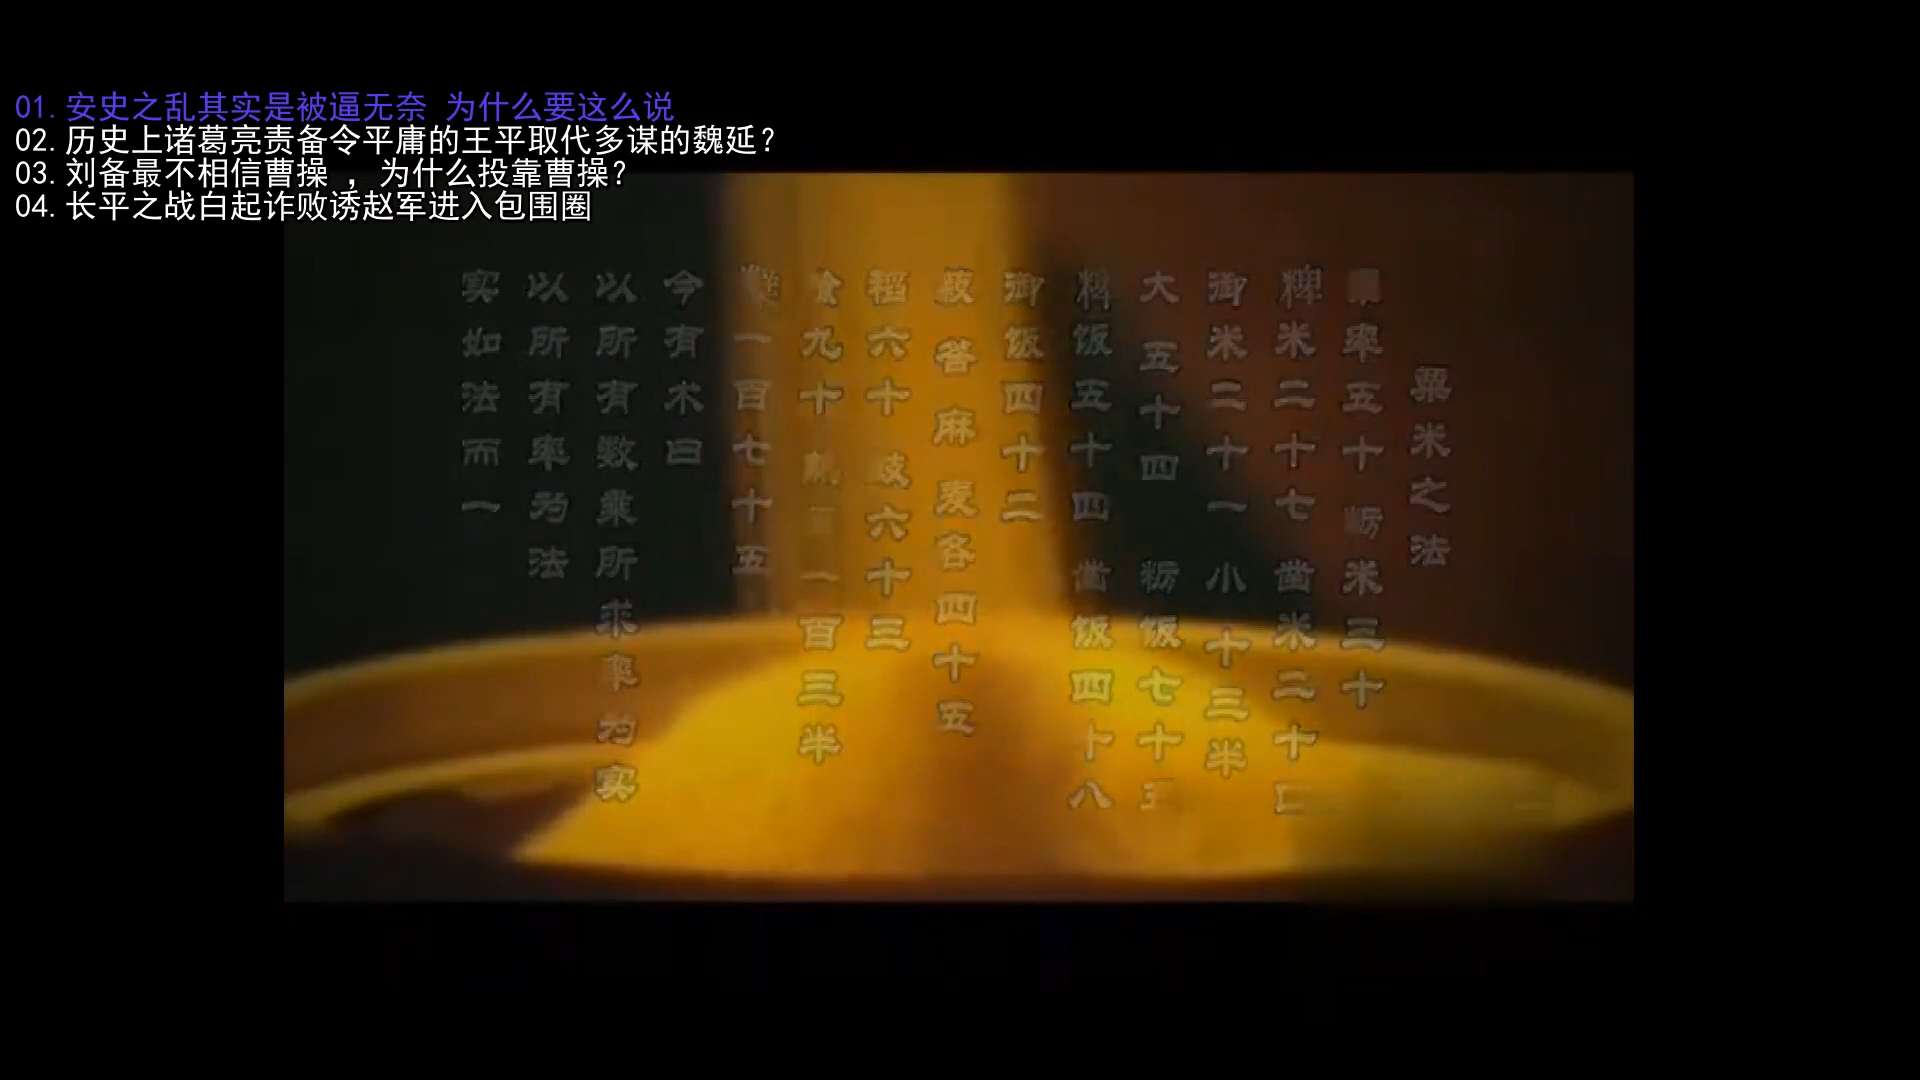 01. 安史之乱其实是被逼无奈 为什么要这么说
02. 历史上诸葛亮责备令平庸的王平取代多谋的魏延?
03. 刘备最不相信曹操 ，为什么投靠曹操?
04. 长平之战白起诈败诱赵军进入包围圈
粟米之法
率五十 粝米三十
粺米二十七 凿米二十
御米二十一 小 十三半
大 五十四 粝饭七十五
粺饭五十四 凿饭四十八
御饭四十二
菽 荅 麻 麦各四十五
稻六十 豉六十三
飧九十 熟 一百三半
一百七十五
今有术曰
以所有数乘所求率为实
以所有率为法
实如法而一